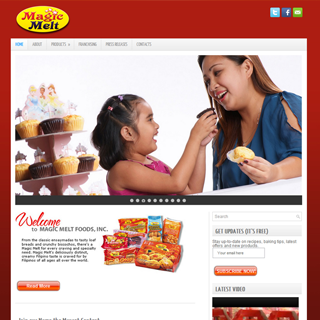 Magic
Melt
HOME
ABOUT
PRODUCTS
FRANCHISING
PRESS RELEASES
CONTACTS
Welcome
to MAGIC MELT FOODS, INC.
From the classic ensaymadas to tasty loaf
breads and crunchy biscuits, there's a
Magic Melt for every craving and specialty
need. Magic Melt's deliciously distinct,
creamy Filipino taste is craved for by
Filipinos of all ages all over the world.
Read More
Search
GET UPDATES (IT'S FREE)
Stay up-to-date on recipes, baking tips, latest
offers and new products.
Your email here
SUBSCRIBE NOW!
LATEST VIDEO